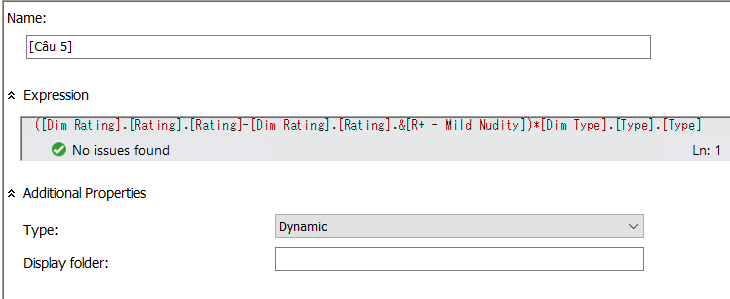 Name:
[Câu 5]
Expression
([Dim Rating].[Rating].[Rating]-[Dim Rating].[Rating].&[R+ - Mild Nudity])*[Dim Type].[Type].[Type]
No issues found Ln: 1
Additional Properties
Type: Dynamic
Display folder: